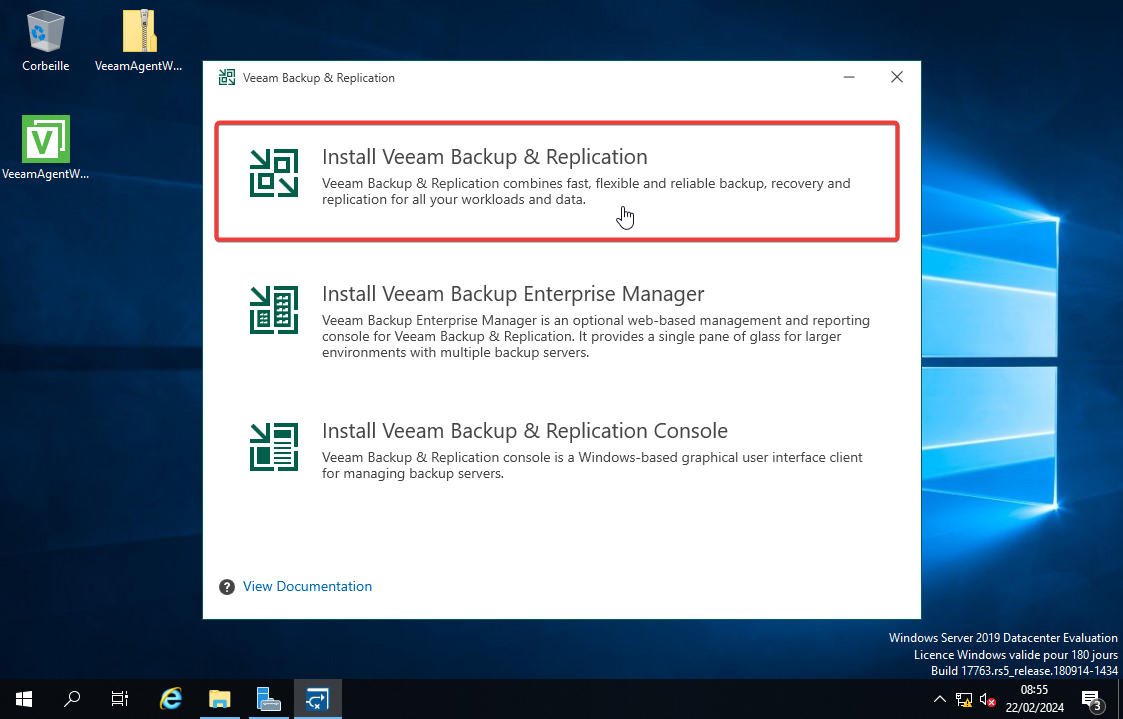 Corbeille
VeeamAgentW...
VeeamAgentW...
Veeam Backup & Replication
Install Veeam Backup & Replication
Veeam Backup & Replication combines fast, flexible and reliable backup, recovery and
replication for all your workloads and data.
Install Veeam Backup Enterprise Manager
Veeam Backup Enterprise Manager is an optional web-based management and reporting
console for Veeam Backup & Replication. It provides a single pane of glass for larger
environments with multiple backup servers.
Install Veeam Backup & Replication Console
Veeam Backup & Replication console is a Windows-based graphical user interface client
for managing backup servers.
? View Documentation
Windows Server 2019 Datacenter Evaluation
Licence Windows valide pour 180 jours
Build 17763.rs5_release.180914-1434
08:55
22/02/2024
3